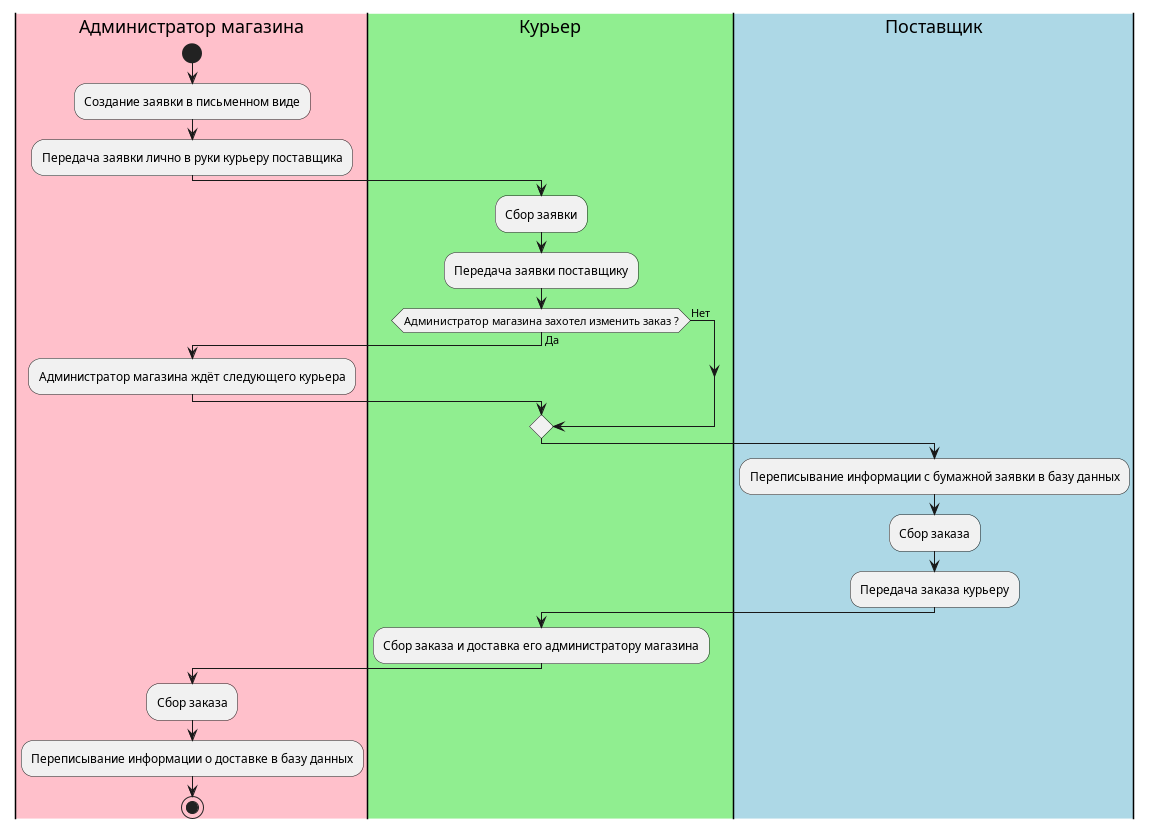 Администратор магазина
Курьер
Поставщик
Создание заявки в письменном виде
Передача заявки лично в руки курьеру поставщика
Сбор заявки
Передача заявки поставщику
Администратор магазина захотел изменить заказ ?
Нет
Да
Администратор магазина ждёт следующего курьера
Переписывание информации с бумажной заявки в базу данных
Сбор заказа
Передача заказа курьеру
Сбор заказа и доставка его администратору магазина
Сбор заказа
Переписывание информации о доставке в базу данных